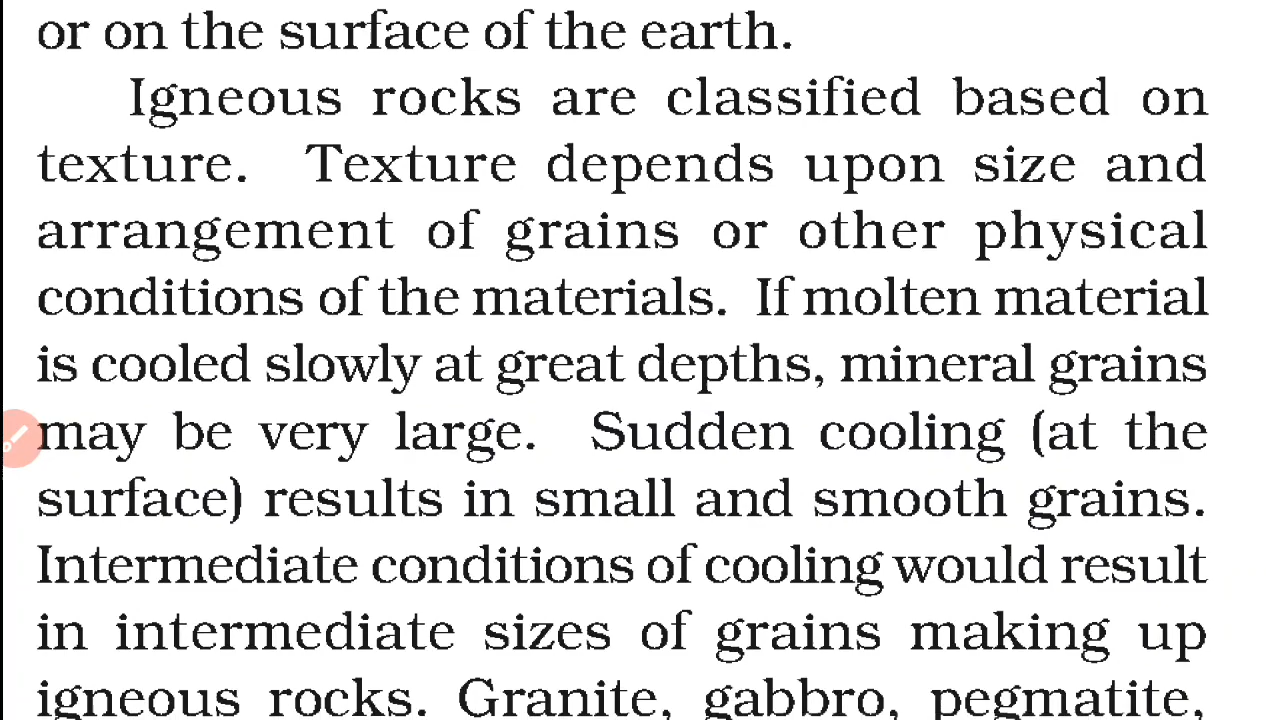 or on the surface of the earth.
Igneous rocks are classified based on
texture. Texture depends upon size and
arrangement of grains or other physical
conditions of the materials. If molten material
is cooled slowly at great depths, mineral grains
may be very large. Sudden cooling (at the
surface) results in small and smooth grains.
Intermediate conditions of cooling would result
in intermediate sizes of grains making up
igneous rocks. Granite, gabbro, pegmatite,